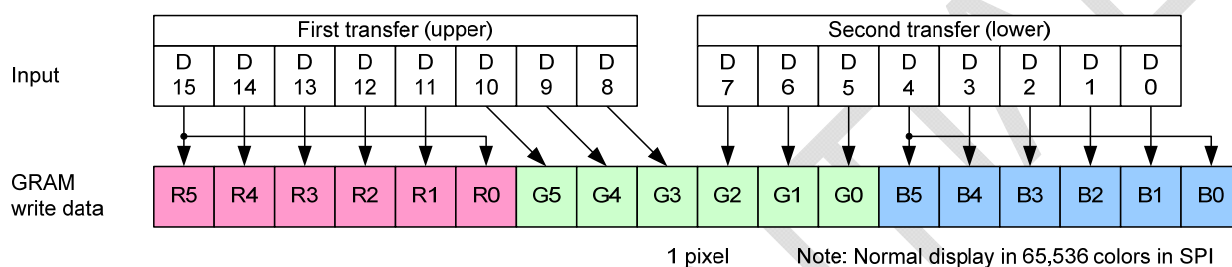 First transfer (upper) Second transfer (lower)
Input D 15 D 14 D 13 D 12 D 11 D 10 D 9 D 8 D 7 D 6 D 5 D 4 D 3 D 2 D 1 D 0
GRAM write data R5 R4 R3 R2 R1 R0 G5 G4 G3 G2 G1 G0 B5 B4 B3 B2 B1 B0
1 pixel Note: Normal display in 65,536 colors in SPI